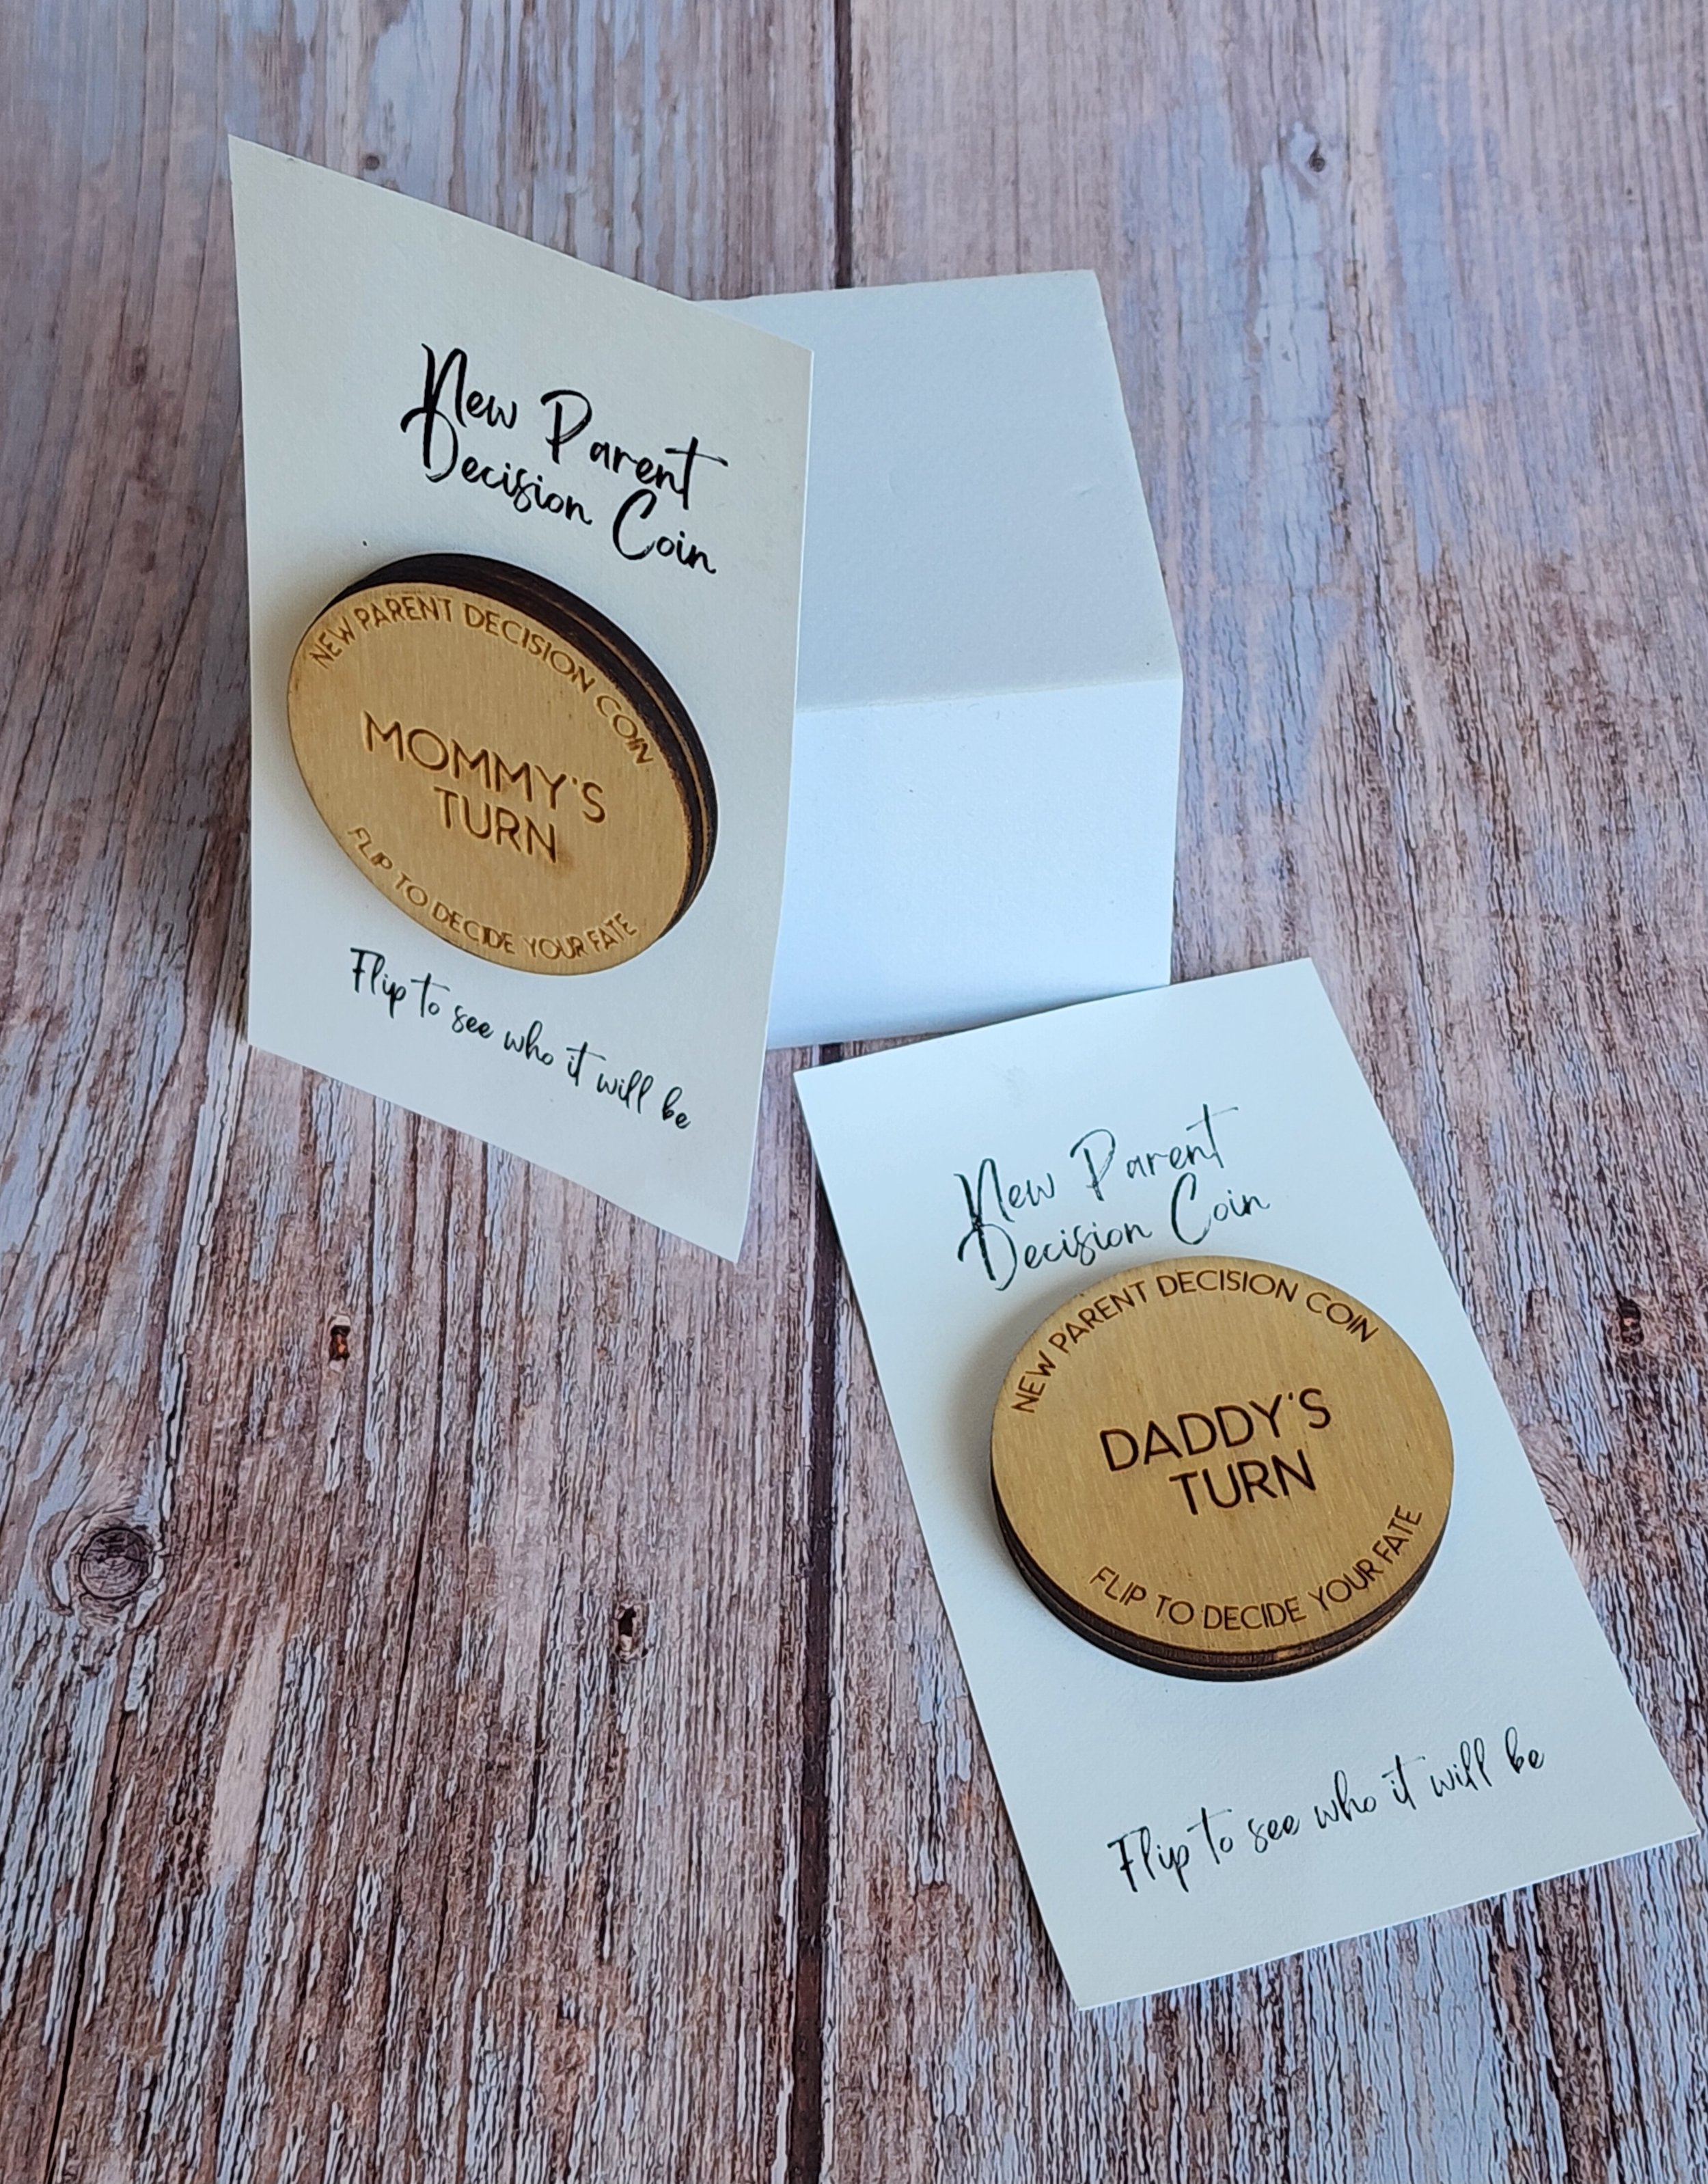 New Parent
Decision Coin
NEW PARENT DECISION COIN
MOMMY'S
TURN
FLIP TO DECIDE YOUR FATE
Flip to see who it will be
New Parent
Decision Coin
NEW PARENT DECISION COIN
DADDY'S
TURN
FLIP TO DECIDE YOUR FATE
Flip to see who it will be